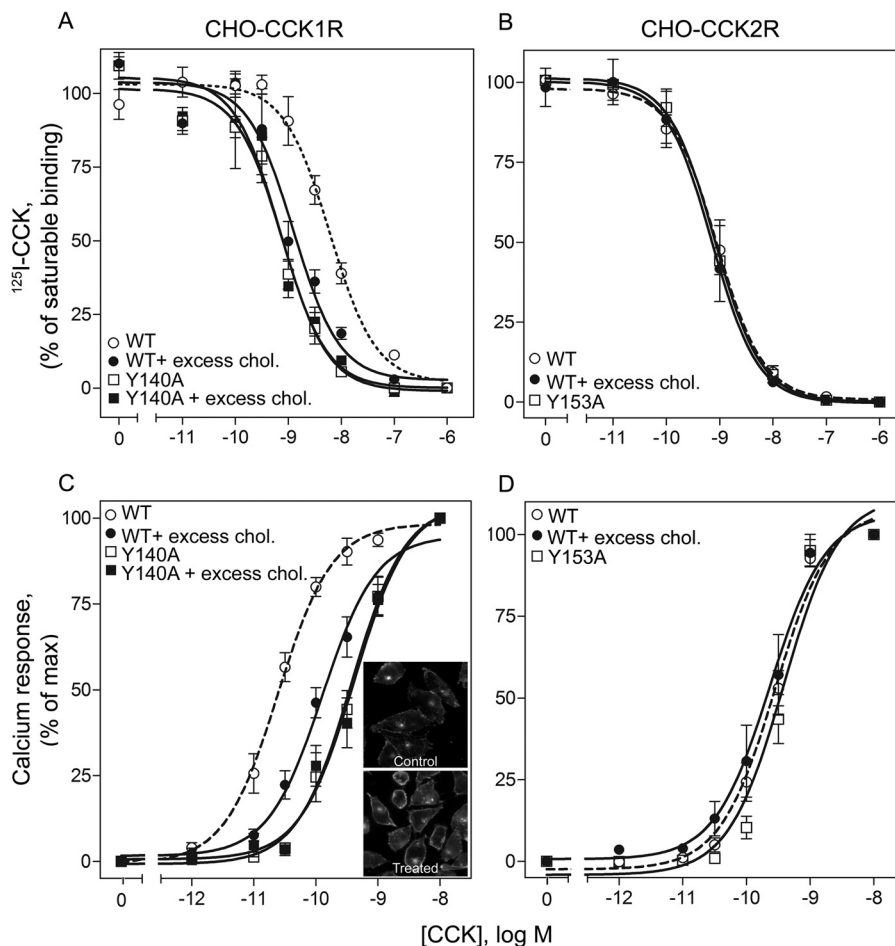 A
CHO-CCK1R
B
CHO-CCK2R
¹²⁵I-CCK,
(% of saturable binding)
100
75
50
25
0
WT
WT+ excess chol.
Y140A
Y140A + excess chol.
0 -11 -10 -9 -8 -7 -6
100
75
50
25
0
WT
WT+ excess chol.
Y153A
0 -11 -10 -9 -8 -7 -6
C
D
Calcium response,
(% of max)
100
75
50
25
0
WT
WT+ excess chol.
Y140A
Y140A + excess chol.
Control
Treated
0 -12 -11 -10 -9 -8
100
75
50
25
0
WT
WT+ excess chol.
Y153A
0 -12 -11 -10 -9 -8
[CCK], log M